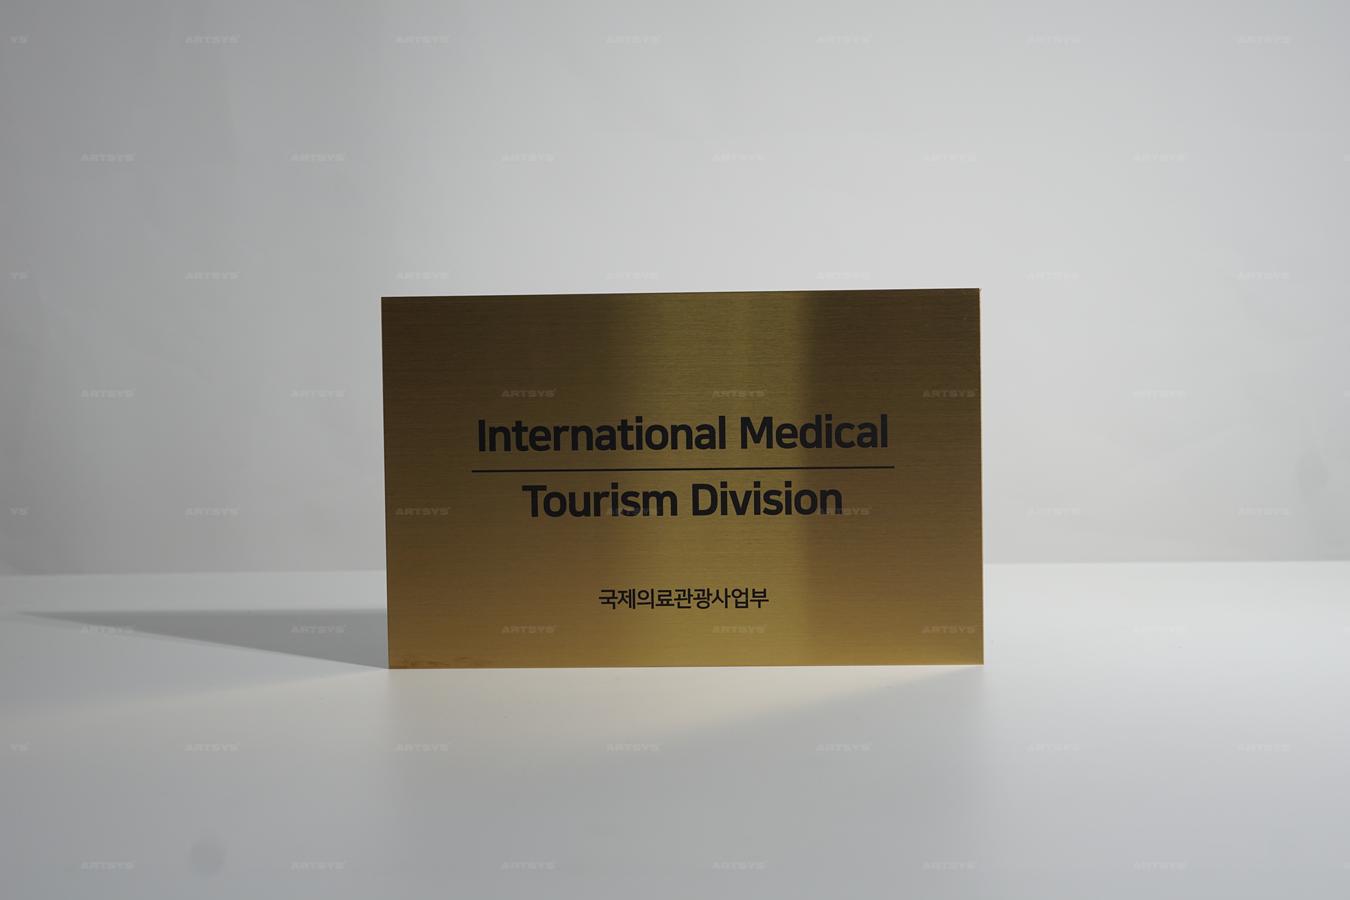 International Medical
Tourism Division
국제의료관광사업부
ARTSYS